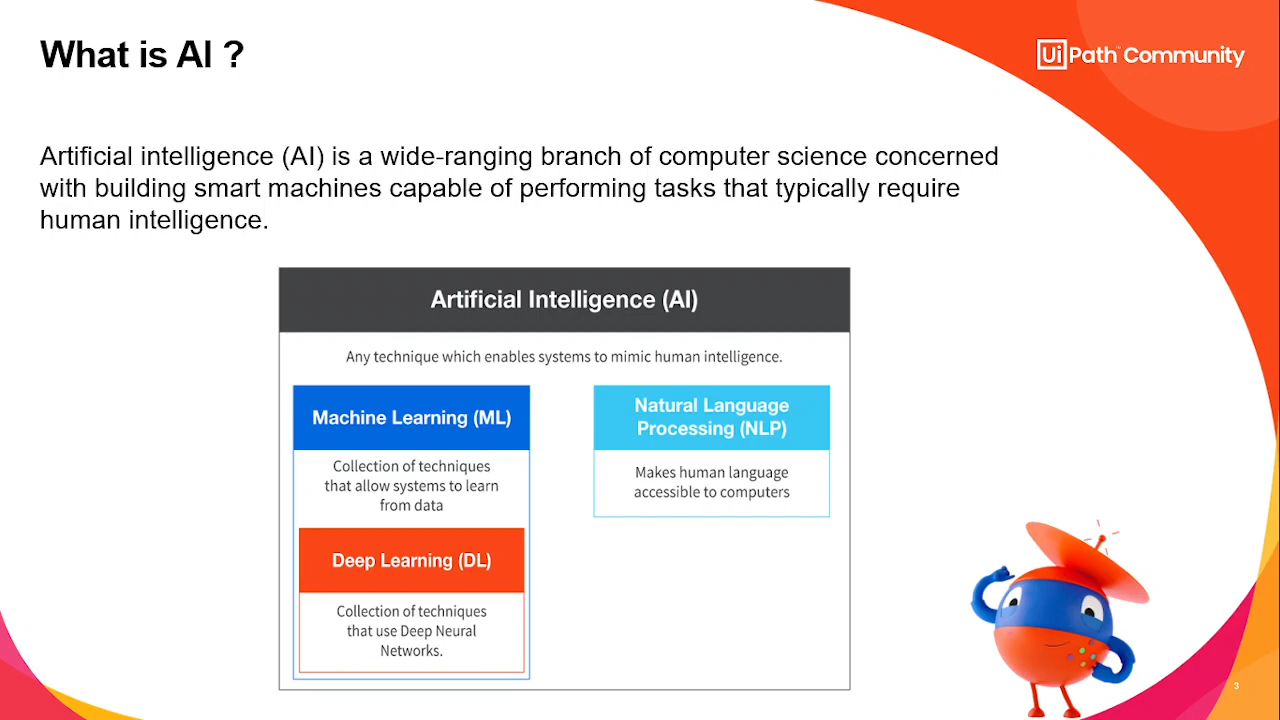 What is AI ?
UiPath™ Community
Artificial intelligence (AI) is a wide-ranging branch of computer science concerned
with building smart machines capable of performing tasks that typically require
human intelligence.
Artificial Intelligence (AI)
Any technique which enables systems to mimic human intelligence.
Machine Learning (ML)
Collection of techniques
that allow systems to learn
from data
Deep Learning (DL)
Collection of techniques
that use Deep Neural
Networks.
Natural Language
Processing (NLP)
Makes human language
accessible to computers
3